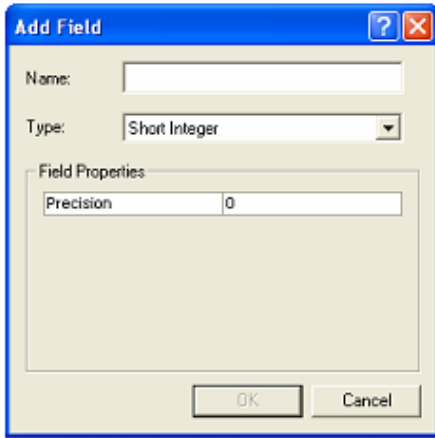 Add Field
Name:
Type: Short Integer
Field Properties
Precision 0
OK Cancel